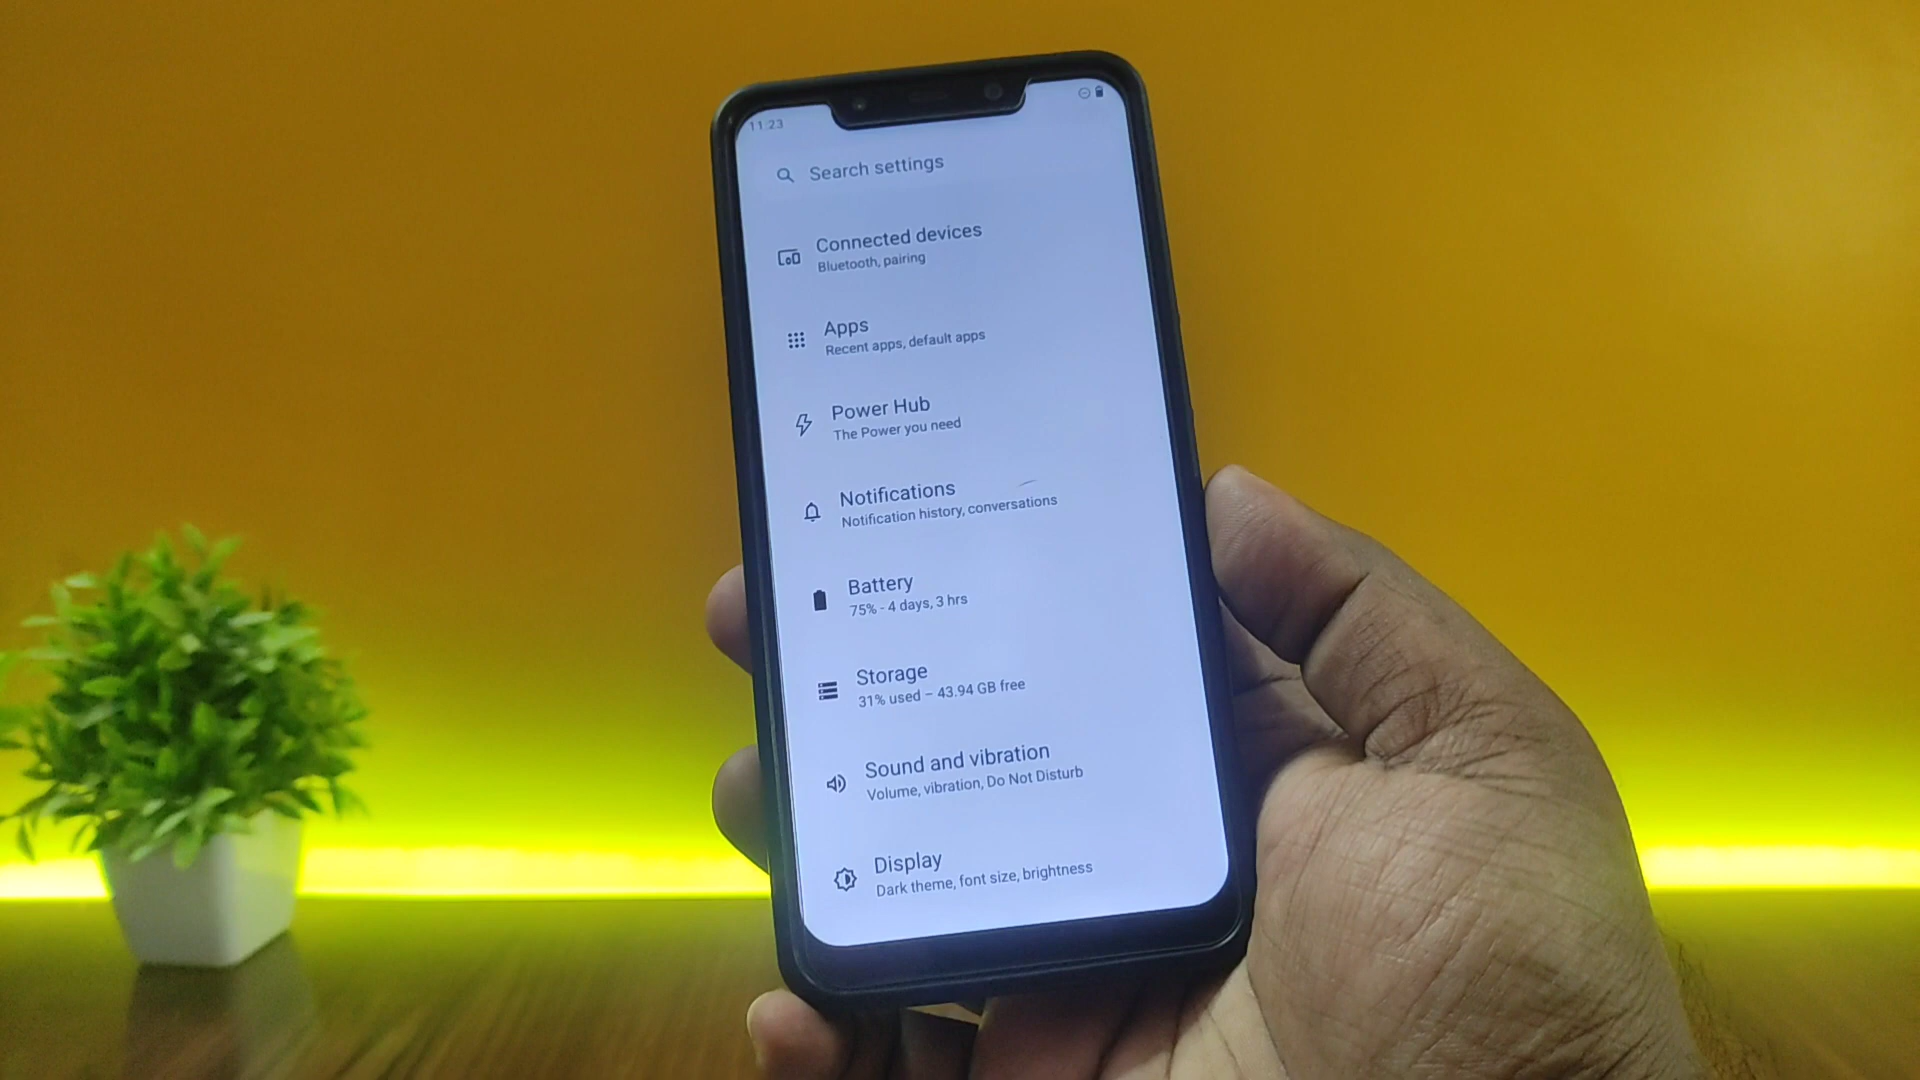 11:23
Search settings
Connected devices
Bluetooth, pairing
Apps
Recent apps, default apps
Power Hub
The Power you need
Notifications
Notification history, conversations
Battery
75% - 4 days, 3 hrs
Storage
31% used – 43.94 GB free
Sound and vibration
Volume, vibration, Do Not Disturb
Display
Dark theme, font size, brightness